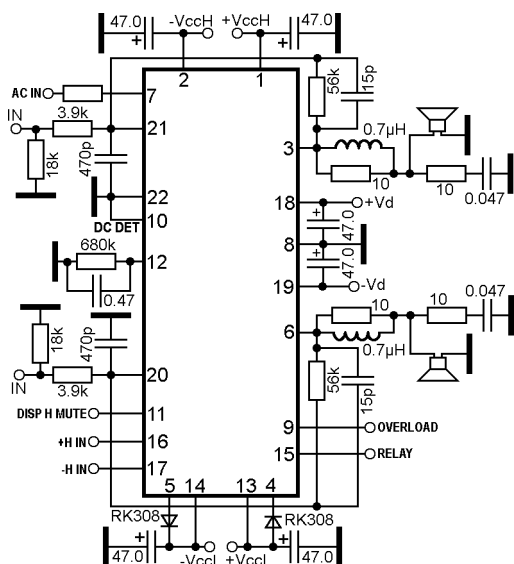 47.0
-VccH
+VccH
47.0
+
+
2
1
AC IN
7
56k
15p
IN
3.9k
21
0.7µH
3
18k
470p
10
10
0.047
22
18
+Vd
10
DC DET
+
47.0
8
680k
12
+
47.0
0.47
19
-Vd
10
10
0.047
6
18k
470p
0.7µH
IN
3.9k
20
56k
15p
DISP H MUTE
11
+H IN
16
9
OVERLOAD
-H IN
17
15
RELAY
5
14
13
4
RK308
RK308
+
+
47.0
-VccL
+VccL
47.0